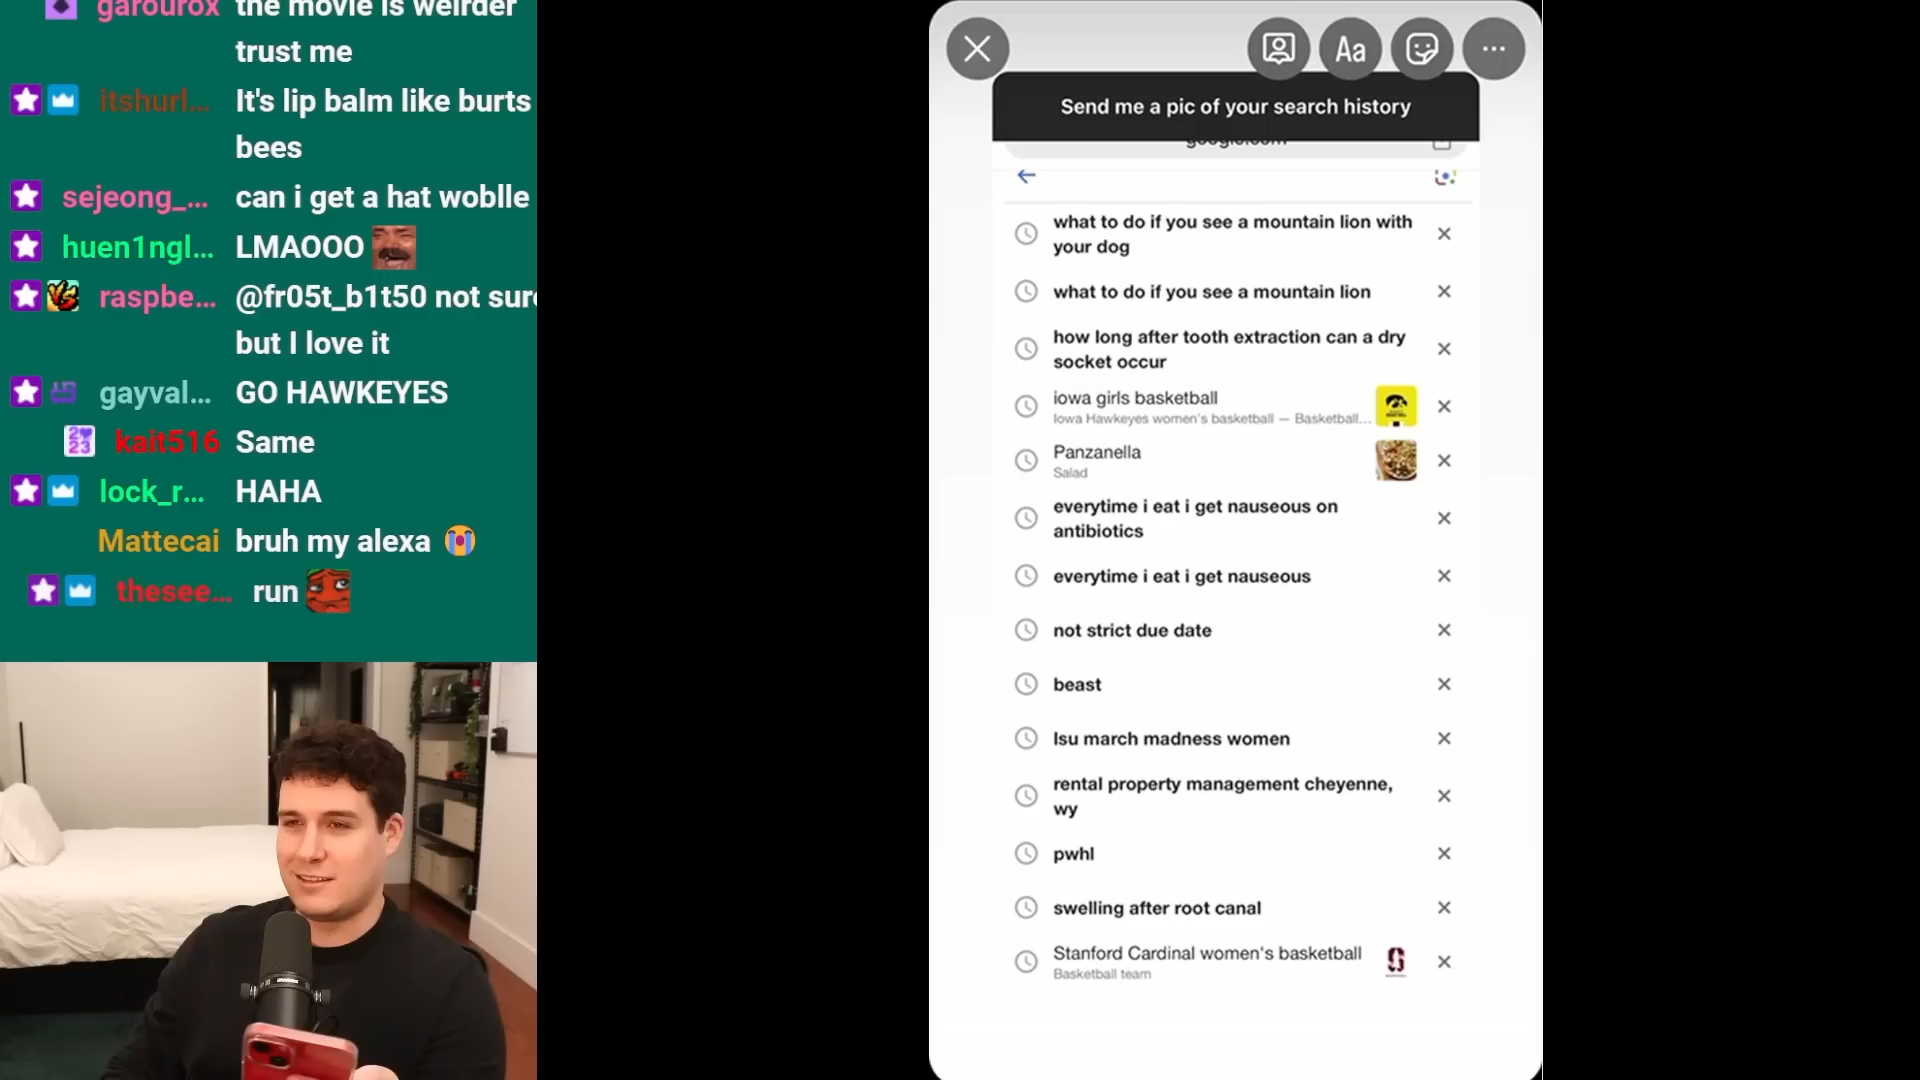 garourox the movie is weirder
trust me
itshurl... It's lip balm like burts
bees
sejeong_... can i get a hat woblle
huen1ngl... LMAOOO
raspbe... @fr05t_b1t50 not sure
but I love it
gayval... GO HAWKEYES
2023
kait516 Same
lock_r... HAHA
Mattecai bruh my alexa
thesee... run
Aa
Send me a pic of your search history
google.com
what to do if you see a mountain lion with
your dog
what to do if you see a mountain lion
how long after tooth extraction can a dry
socket occur
iowa girls basketball
Iowa Hawkeyes women's basketball — Basketball...
Panzanella
Salad
everytime i eat i get nauseous on
antibiotics
everytime i eat i get nauseous
not strict due date
beast
lsu march madness women
rental property management cheyenne,
wy
pwhl
swelling after root canal
Stanford Cardinal women's basketball
Basketball team